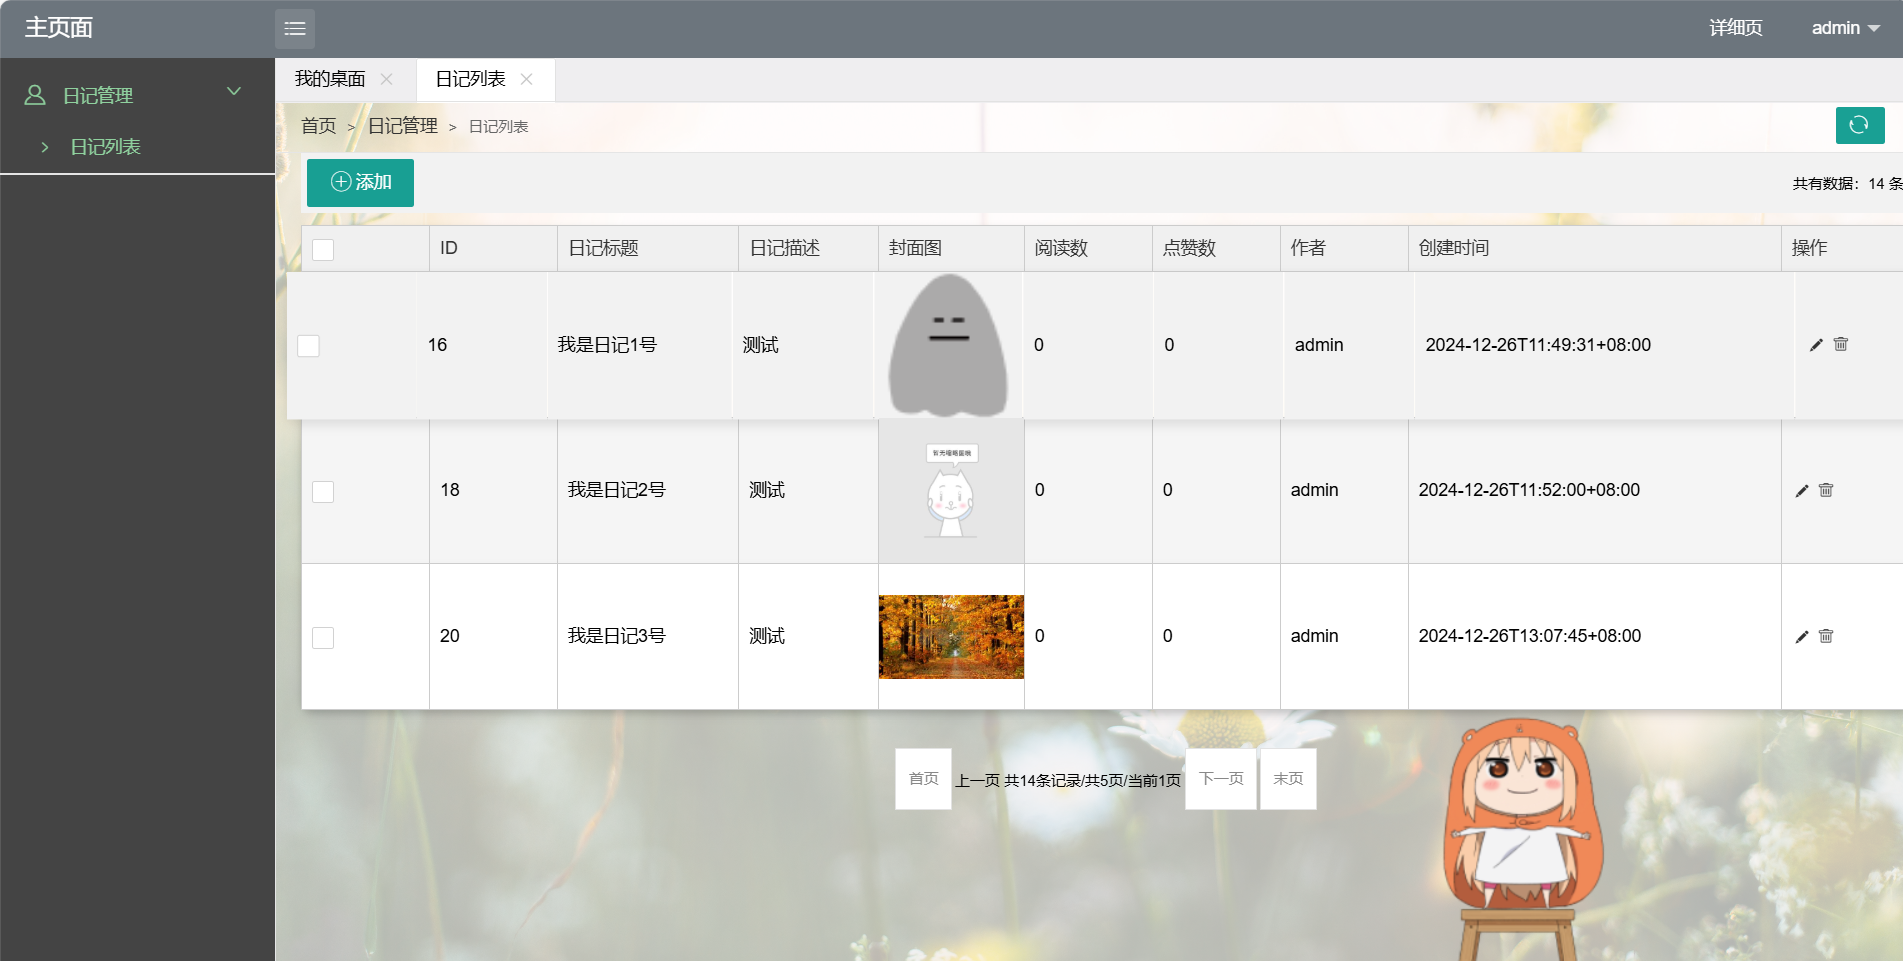 主页面
详细页 admin
日记管理
日记列表
我的桌面 日记列表
首页 > 日记管理 > 日记列表
添加
共有数据：14 条
ID 日记标题 日记描述 封面图 阅读数 点赞数 作者 创建时间 操作
16 我是日记1号 测试 0 0 admin 2024-12-26T11:49:31+08:00
18 我是日记2号 测试 0 0 admin 2024-12-26T11:52:00+08:00
20 我是日记3号 测试 0 0 admin 2024-12-26T13:07:45+08:00
首页 上一页 共14条记录/共5页/当前1页 下一页 末页